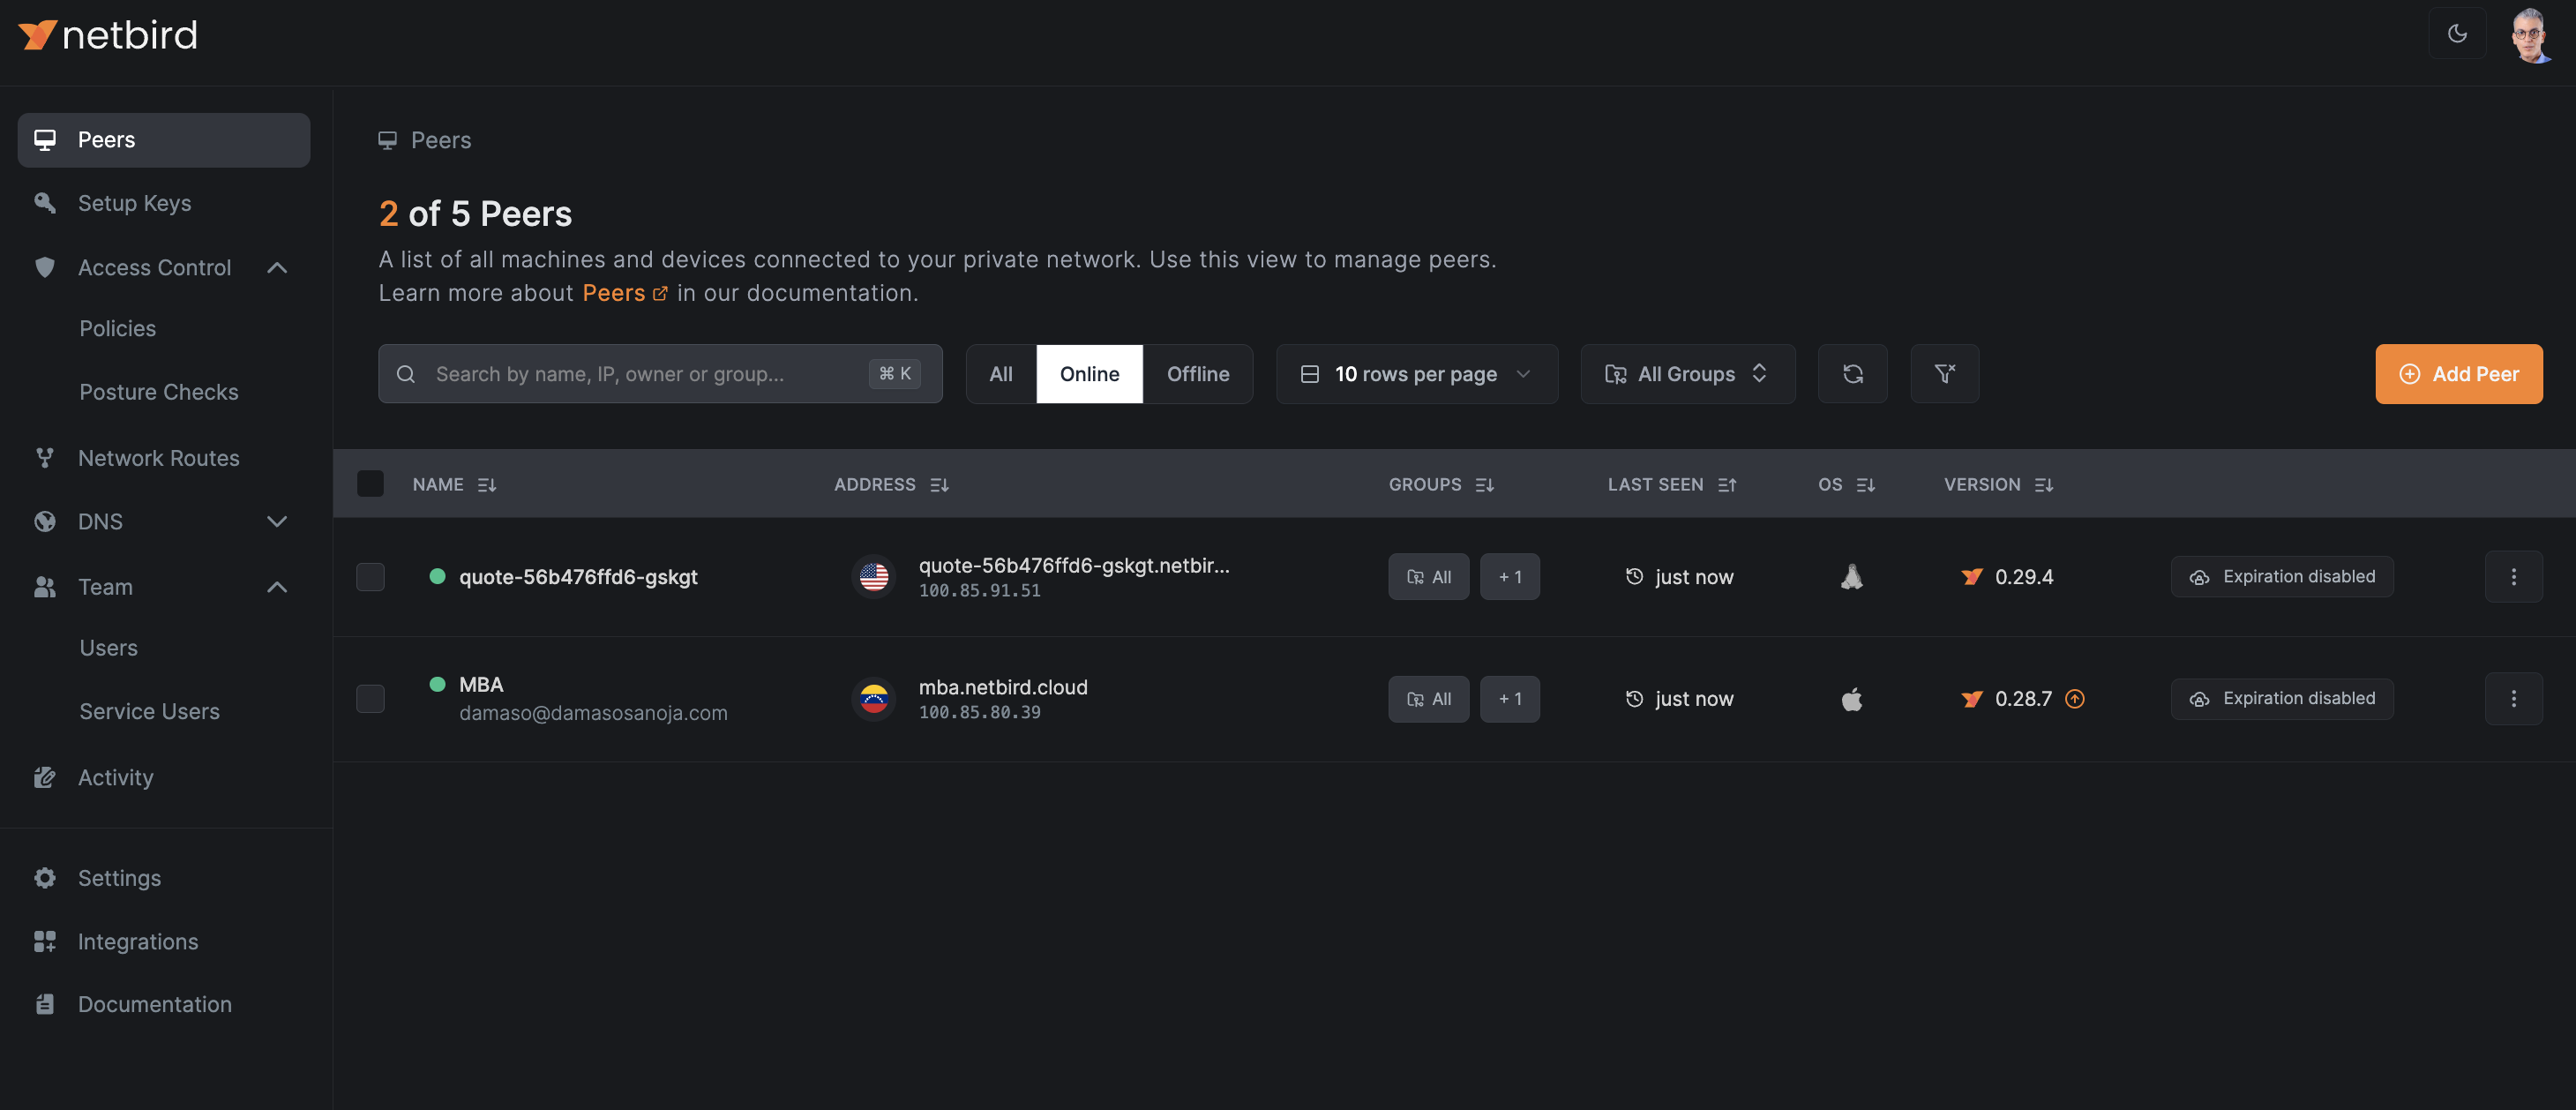 netbird
Peers
Setup Keys
Access Control
Policies
Posture Checks
Network Routes
DNS
Team
Users
Service Users
Activity
Settings
Integrations
Documentation
Peers
2 of 5 Peers
A list of all machines and devices connected to your private network. Use this view to manage peers.
Learn more about Peers in our documentation.
Search by name, IP, owner or group... ⌘ K
All Online Offline
10 rows per page
All Groups
Add Peer
NAME ADDRESS GROUPS LAST SEEN OS VERSION
quote-56b476ffd6-gskgt quote-56b476ffd6-gskgt.netbir... All + 1 just now 0.29.4 Expiration disabled
100.85.91.51
MBA mba.netbird.cloud All + 1 just now 0.28.7 Expiration disabled
damaso@damasosanoja.com 100.85.80.39